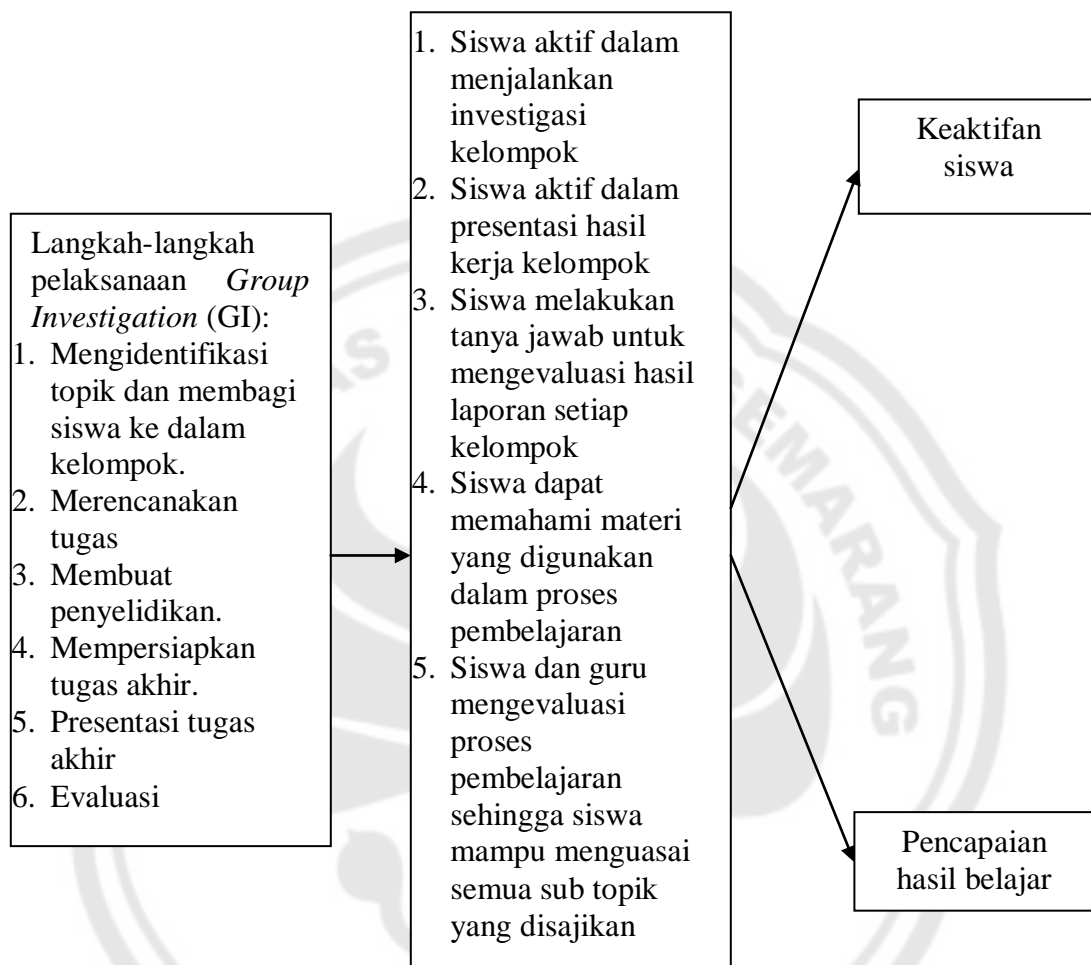 Langkah-langkah
pelaksanaan Group
Investigation (GI):
1. Mengidentifikasi
topik dan membagi
siswa ke dalam
kelompok.
2. Merencanakan
tugas
3. Membuat
penyelidikan.
4. Mempersiapkan
tugas akhir.
5. Presentasi tugas
akhir
6. Evaluasi
1. Siswa aktif dalam
menjalankan
investigasi
kelompok
2. Siswa aktif dalam
presentasi hasil
kerja kelompok
3. Siswa melakukan
tanya jawab untuk
mengevaluasi hasil
laporan setiap
kelompok
4. Siswa dapat
memahami materi
yang digunakan
dalam proses
pembelajaran
5. Siswa dan guru
mengevaluasi
proses
pembelajaran
sehingga siswa
mampu menguasai
semua sub topik
yang disajikan
Keaktifan
siswa
Pencapaian
hasil belajar
SEMARANG